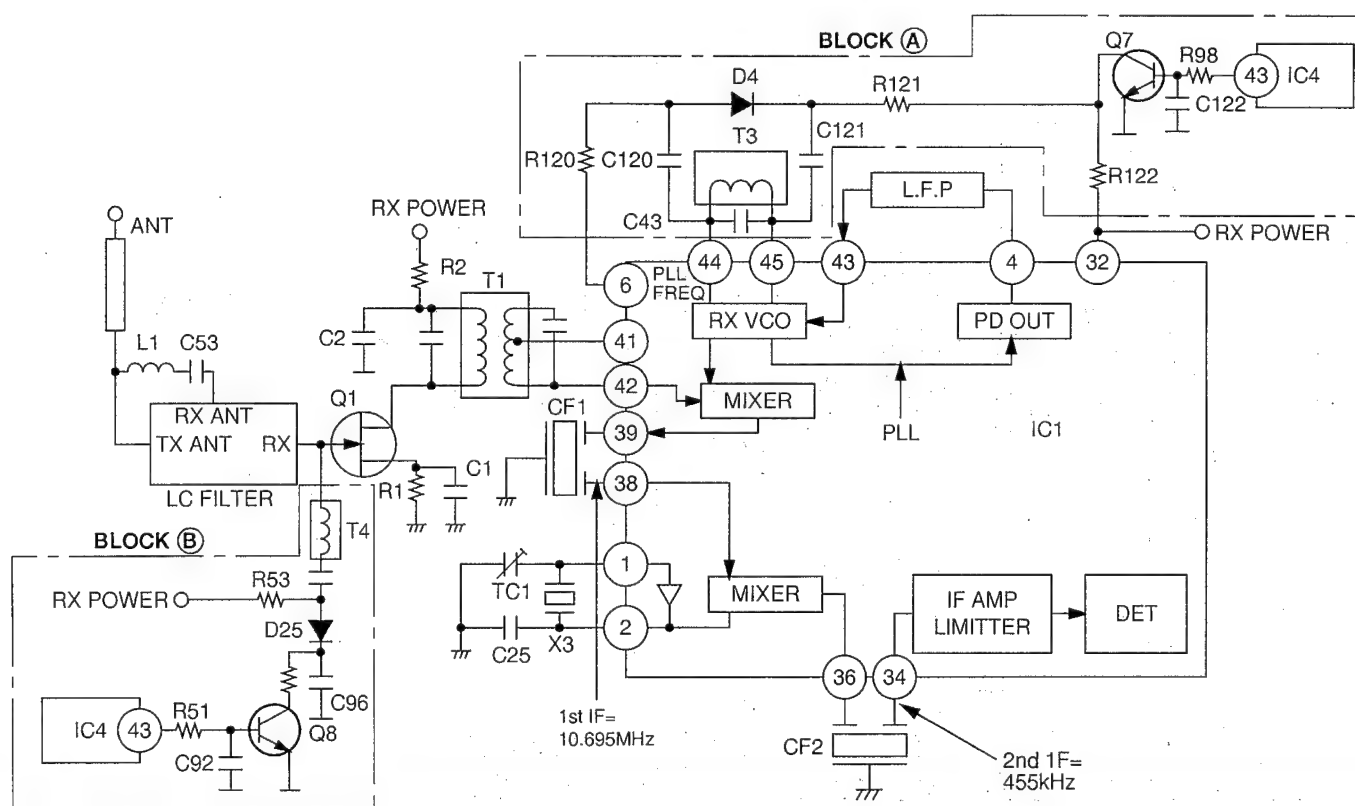 BLOCK Ⓐ
Q7
R98
43
IC4
C122
D4
R121
T3
C121
R120
C120
R122
L.F.P
C43
RX POWER
ANT
RX POWER
R2
T1
44
45
43
4
32
6
PLL
FREQ
RX VCO
PD OUT
C2
41
L1
C53
42
Q1
CF1
MIXER
RX ANT
TX ANT
RX
39
PLL
IC1
LC FILTER
R1
C1
38
T4
BLOCK Ⓑ
R53
RX POWER
TC1
1
MIXER
IF AMP
LIMITTER
DET
D25
C25
X3
2
C96
36
34
IC4
43
R51
Q8
C92
1st IF=
10.695MHz
CF2
2nd 1F=
455kHz